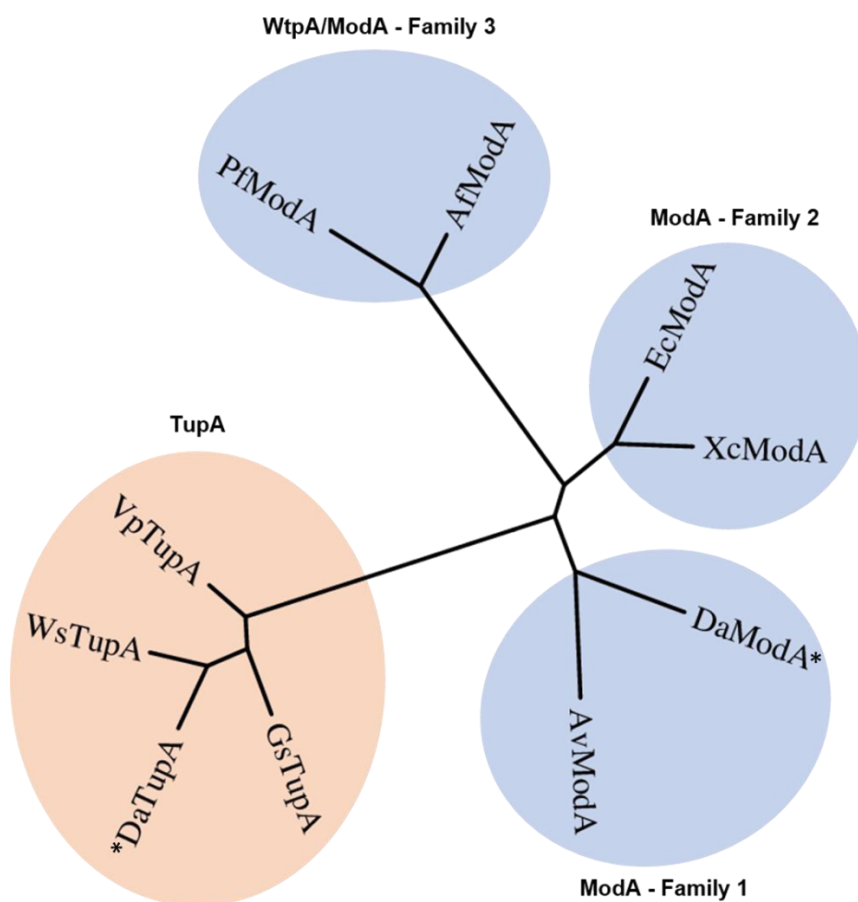 WtpA/ModA - Family 3
PfModA
AfModA
ModA - Family 2
EcModA
XcModA
TupA
VpTupA
WsTupA
*DaTupA
GsTupA
DaModA*
AvModA
ModA - Family 1